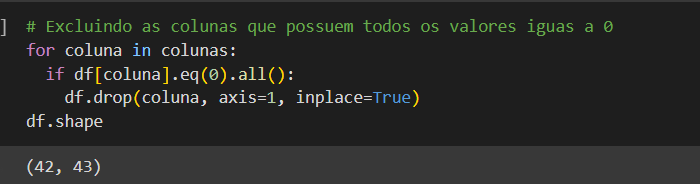 ] # Excluindo as colunas que possuem todos os valores iguas a 0
for coluna in colunas:
  if df[coluna].eq(0).all():
    df.drop(coluna, axis=1, inplace=True)
df.shape
(42, 43)